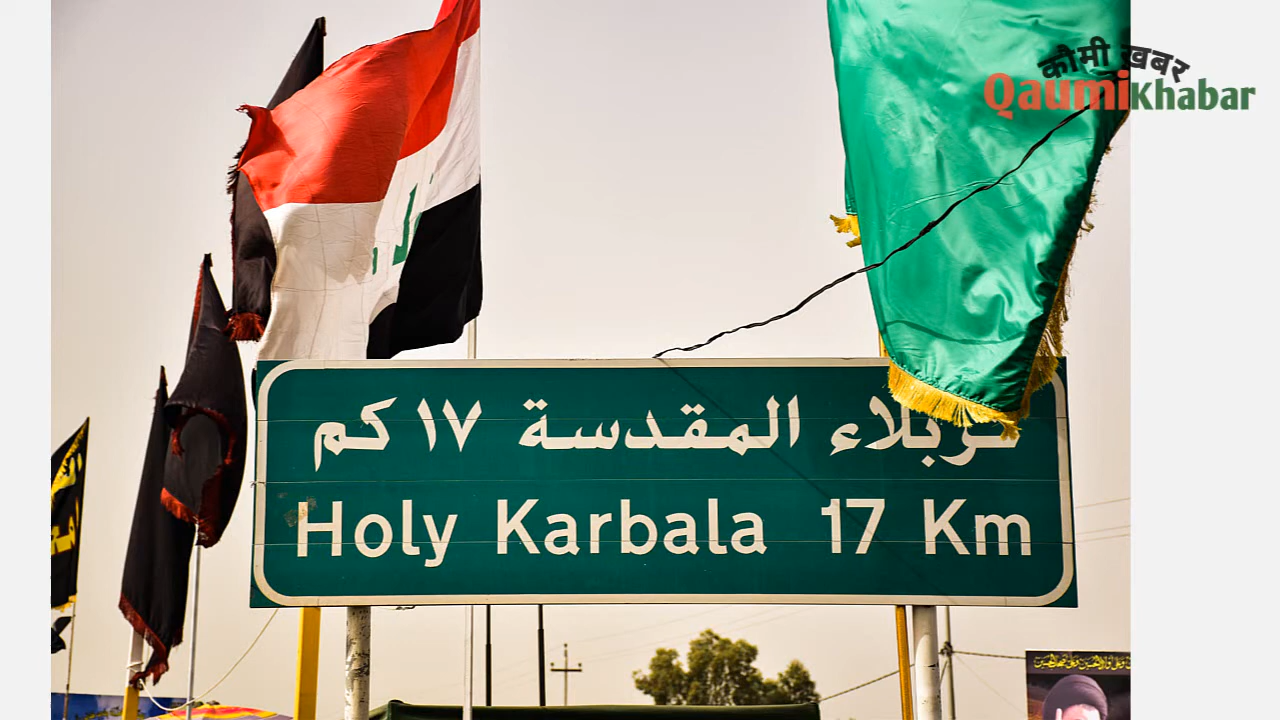 कौमी ख़बर
QaumiKhabar
كربلاء المقدسة ١٧ كم
Holy Karbala 17 Km